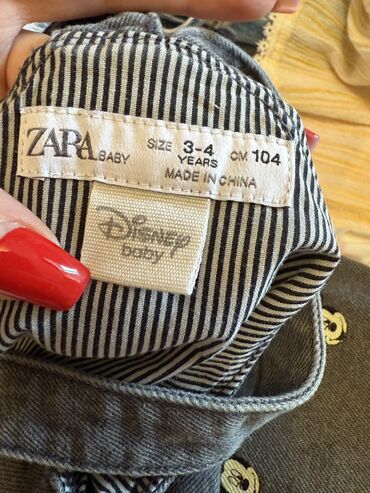 ZARA BABY SIZE 3-4 YEARS CM 104
MADE IN CHINA
Disney
baby